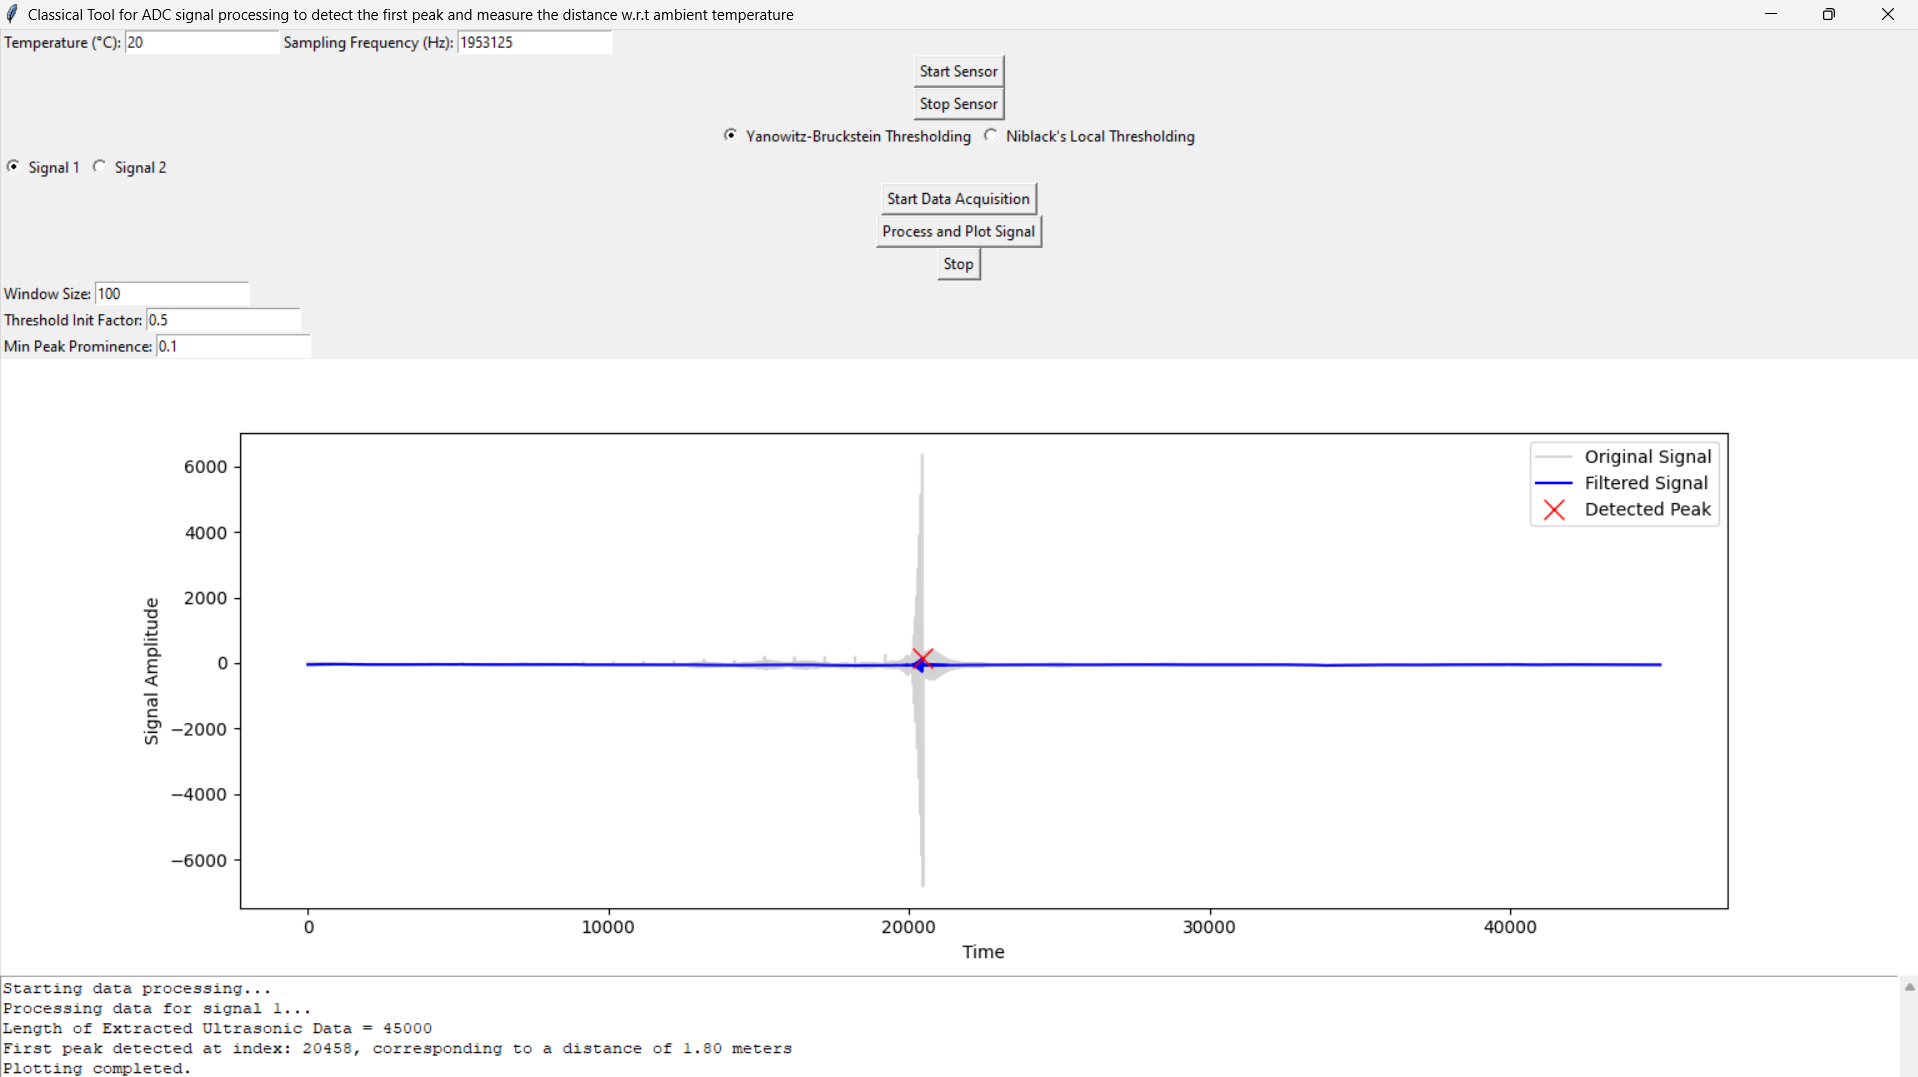 Classical Tool for ADC signal processing to detect the first peak and measure the distance w.r.t ambient temperature
Temperature (°C): 20 Sampling Frequency (Hz): 1953125
Start Sensor
Stop Sensor
Yanowitz-Bruckstein Thresholding Niblack's Local Thresholding
Signal 1 Signal 2
Start Data Acquisition
Process and Plot Signal
Stop
Window Size: 100
Threshold Init Factor: 0.5
Min Peak Prominence: 0.1
Original Signal
Filtered Signal
Detected Peak
6000
4000
2000
0
−2000
−4000
−6000
Signal Amplitude
0 10000 20000 30000 40000
Time
Starting data processing...
Processing data for signal 1...
Length of Extracted Ultrasonic Data = 45000
First peak detected at index: 20458, corresponding to a distance of 1.80 meters
Plotting completed.